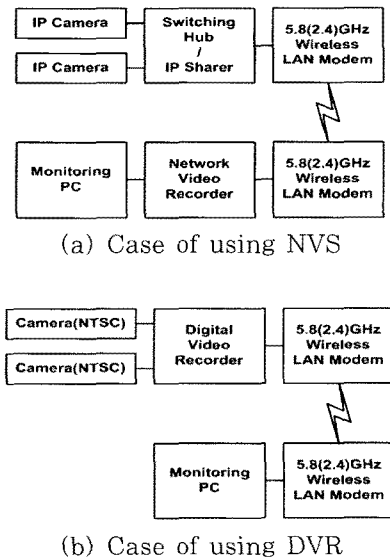 IP Camera
IP Camera
Switching
Hub
/
IP Sharer
5.8(2.4)GHz
Wireless
LAN Modem
Monitoring
PC
Network
Video
Recorder
5.8(2.4)GHz
Wireless
LAN Modem
(a) Case of using NVS
Camera(NTSC)
Camera(NTSC)
Digital
Video
Recorder
5.8(2.4)GHz
Wireless
LAN Modem
Monitoring
PC
5.8(2.4)GHz
Wireless
LAN Modem
(b) Case of using DVR